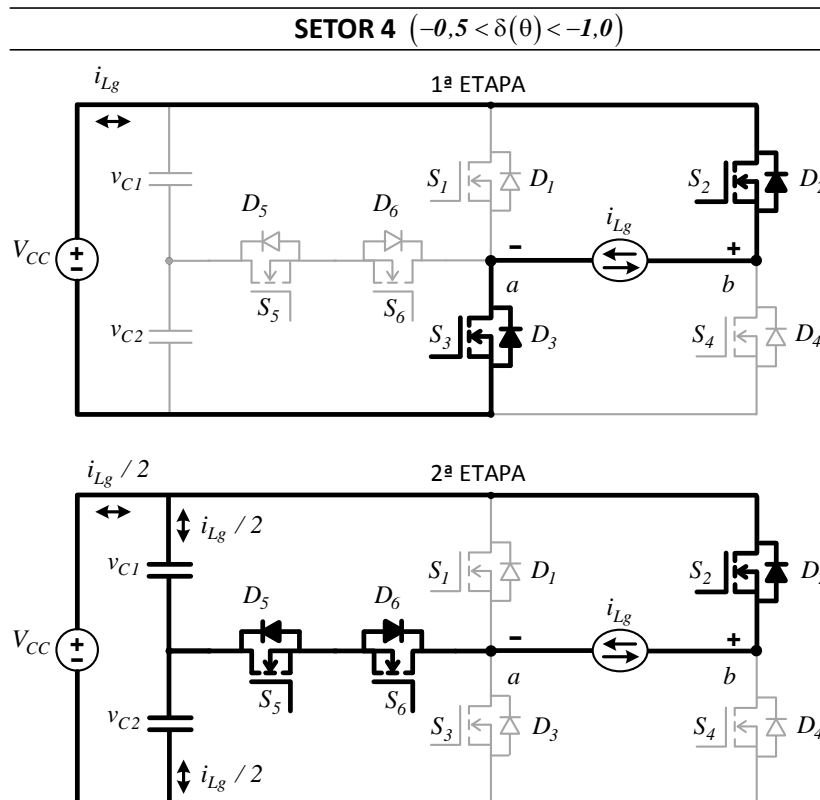 SETOR 4 (−0,5 < δ(θ) < −1,0)
i_Lg
1ª ETAPA
v_C1
S_1
D_1
S_2
D_2
D_5
D_6
i_Lg
V_CC
a
b
S_5
S_6
v_C2
S_3
D_3
S_4
D_4
i_Lg / 2
2ª ETAPA
i_Lg / 2
v_C1
S_1
D_1
S_2
D_5
D_6
i_Lg
V_CC
a
b
S_5
S_6
v_C2
S_3
D_3
S_4
D_4
i_Lg / 2